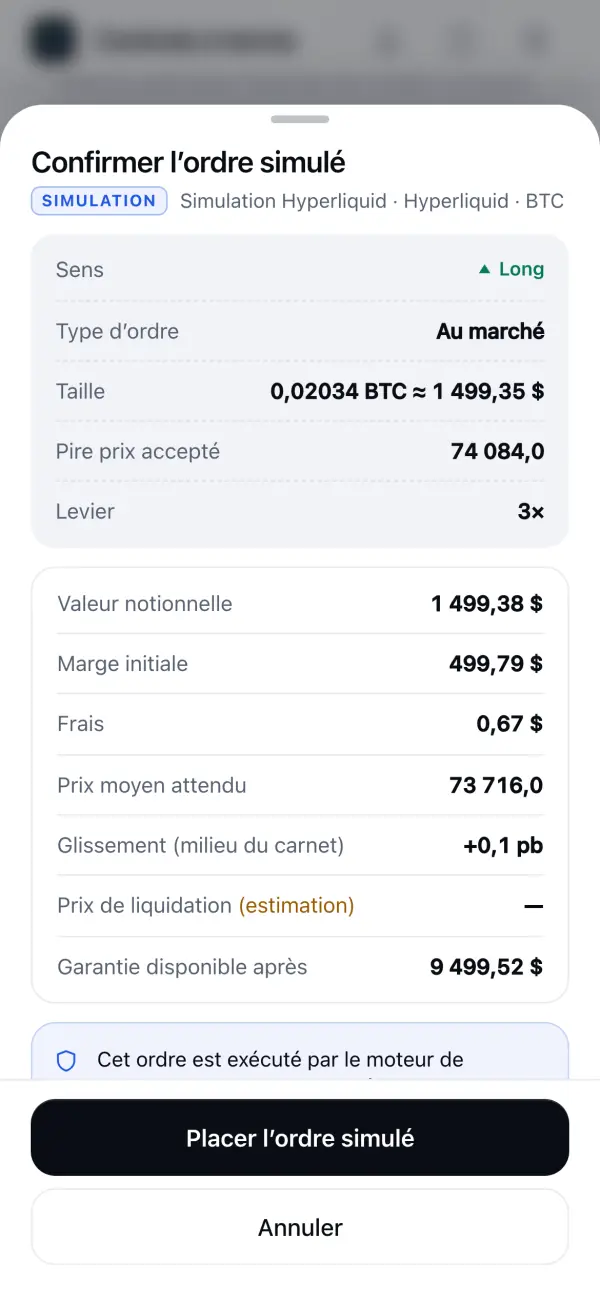 Confirmer l’ordre simulé
SIMULATION Simulation Hyperliquid · Hyperliquid · BTC
Sens ▲ Long
Type d’ordre Au marché
Taille 0,02034 BTC ≈ 1 499,35 $
Pire prix accepté 74 084,0
Levier 3×
Valeur notionnelle 1 499,38 $
Marge initiale 499,79 $
Frais 0,67 $
Prix moyen attendu 73 716,0
Glissement (milieu du carnet) +0,1 pb
Prix de liquidation (estimation) —
Garantie disponible après 9 499,52 $
Cet ordre est exécuté par le moteur de
Placer l’ordre simulé
Annuler